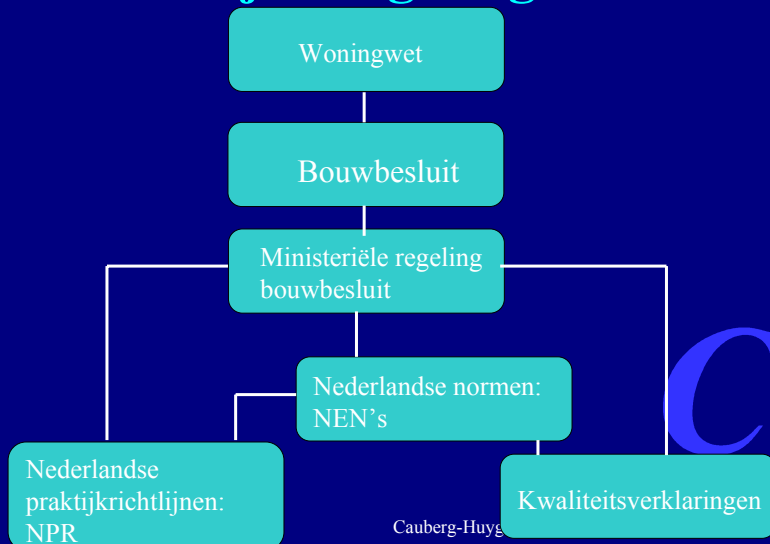 Woningwet
Bouwbesluit
Ministeriële regeling
bouwbesluit
Nederlandse normen:
NEN’s
Nederlandse
praktijkrichtlijnen:
NPR
Kwaliteitsverklaringen